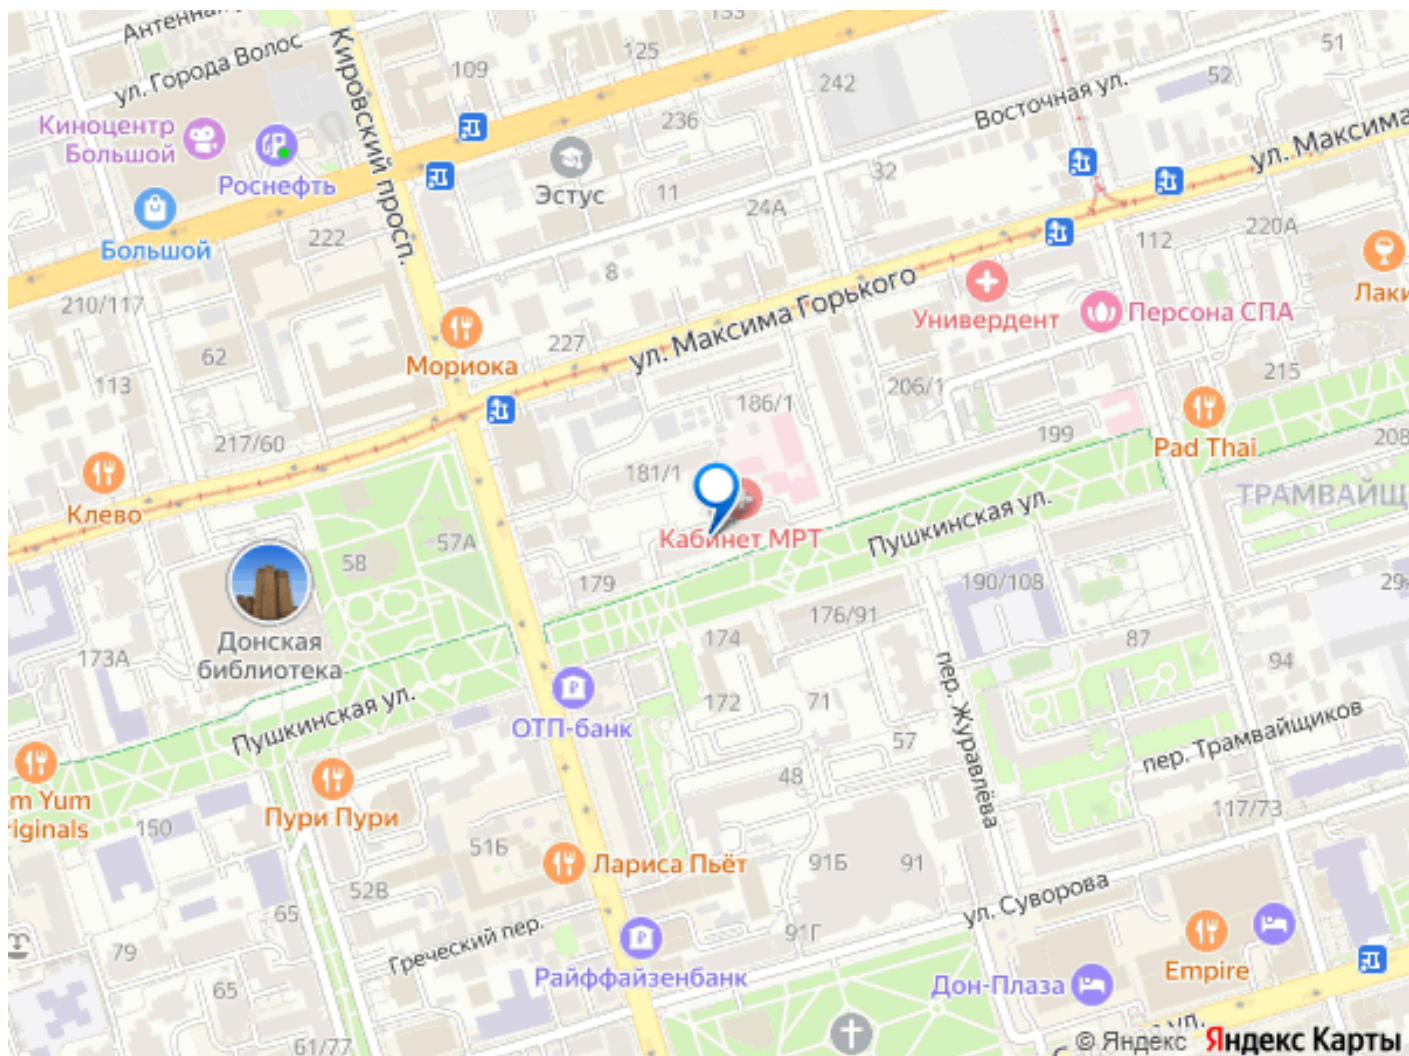 Антенная
133
ул. Города Волос
Кировский просп.
109
125
51
242
52
Восточная ул.
236
Киноцентр
Большой
Роснефть
Эстус
11
32
ул. Максима
24А
Большой
222
112
220А
8
Лаки
210/117
ул. Максима Горького
Универдент
Персона СПА
Мориока
227
62
113
206/1
215
186/1
217/60
199
Pad Thai
208
181/1
Клево
ТРАМВАЙЩ
Кабинет МРТ
Пушкинская ул.
57А
58
179
190/108
29
176/91
Донская
библиотека
174
87
173А
94
пер. Журавлёва
172
71
ОТП-банк
Пушкинская ул.
57
пер. Трамвайщиков
48
m Yum
riginals
Пури Пури
117/73
150
51Б
Лариса Пьёт
91Б
91
52В
ул. Суворова
65
Греческий пер.
91Г
79
Райффайзенбанк
Empire
65
Дон-Плаза
61/77
ул.
© Яндекс Яндекс Карты